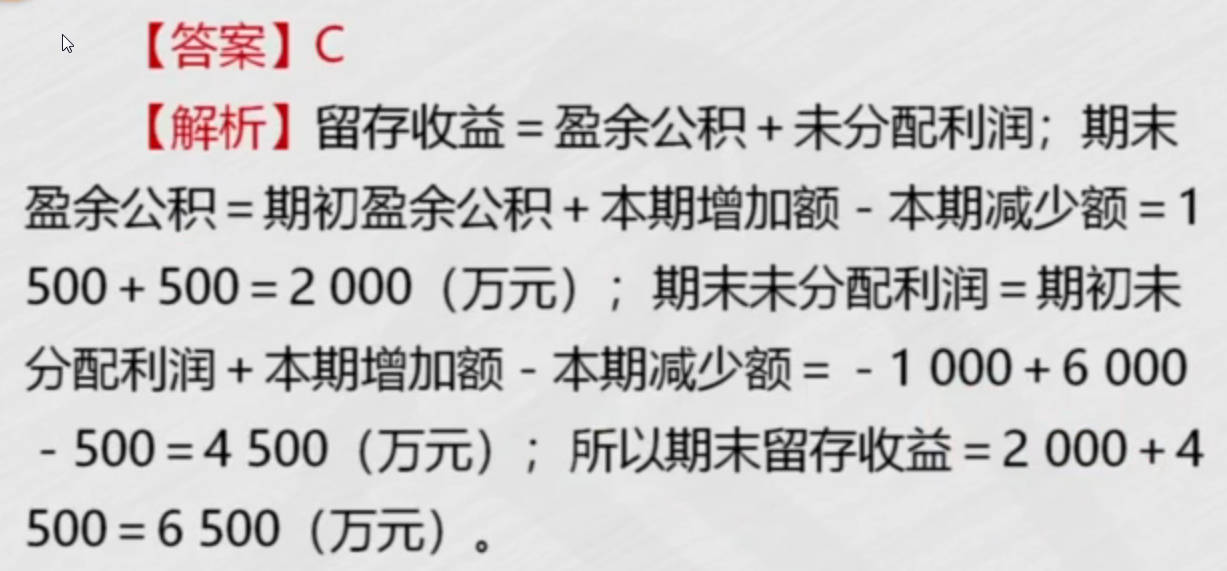 【答案】C
【解析】留存收益=盈余公积+未分配利润；期末
盈余公积=期初盈余公积+本期增加额-本期减少额=1
500+500=2 000（万元）；期末未分配利润=期初未
分配利润+本期增加额-本期减少额= -1 000+6 000
-500=4 500（万元）；所以期末留存收益=2 000+4
500=6 500（万元）。